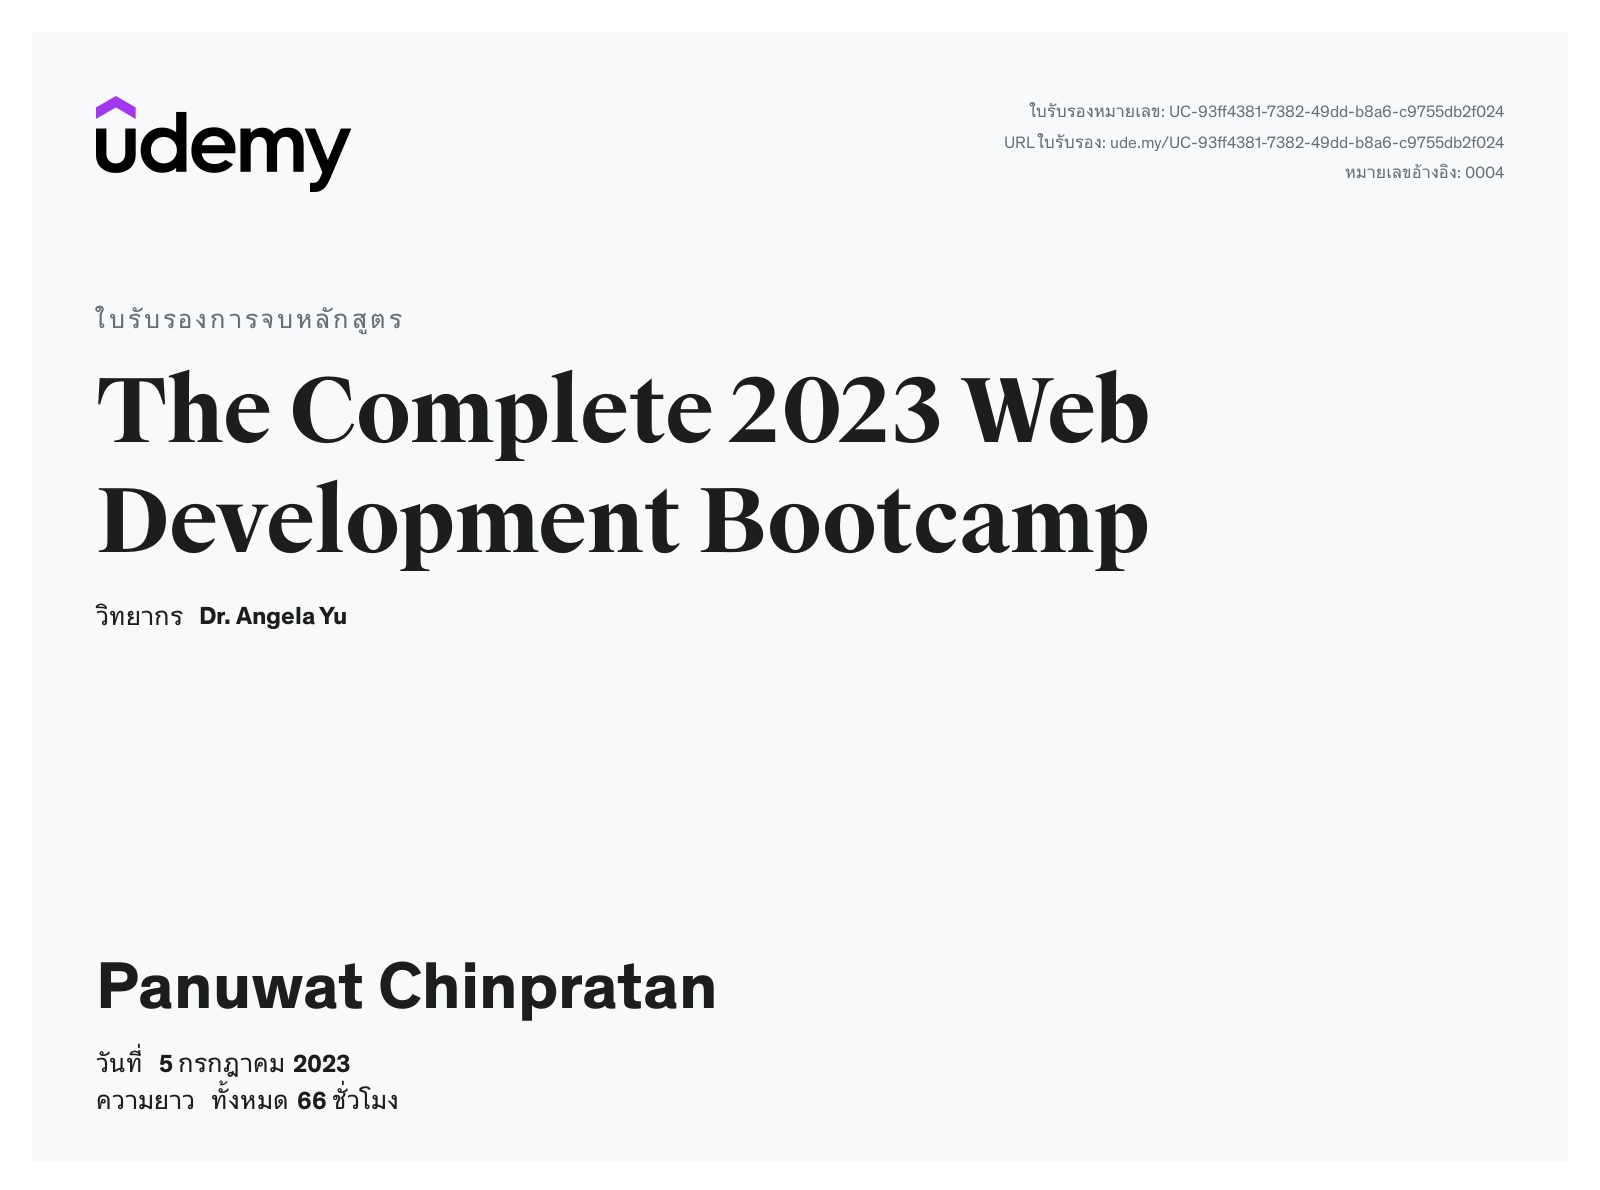 udemy
ใบรับรองหมายเลข: UC-93ff4381-7382-49dd-b8a6-c9755db2f024
URL ใบรับรอง: ude.my/UC-93ff4381-7382-49dd-b8a6-c9755db2f024
หมายเลขอ้างอิง: 0004
ใบรับรองการจบหลักสูตร
The Complete 2023 Web
Development Bootcamp
วิทยากร Dr. Angela Yu
Panuwat Chinpratan
วันที่ 5 กรกฎาคม 2023
ความยาว ทั้งหมด 66 ชั่วโมง